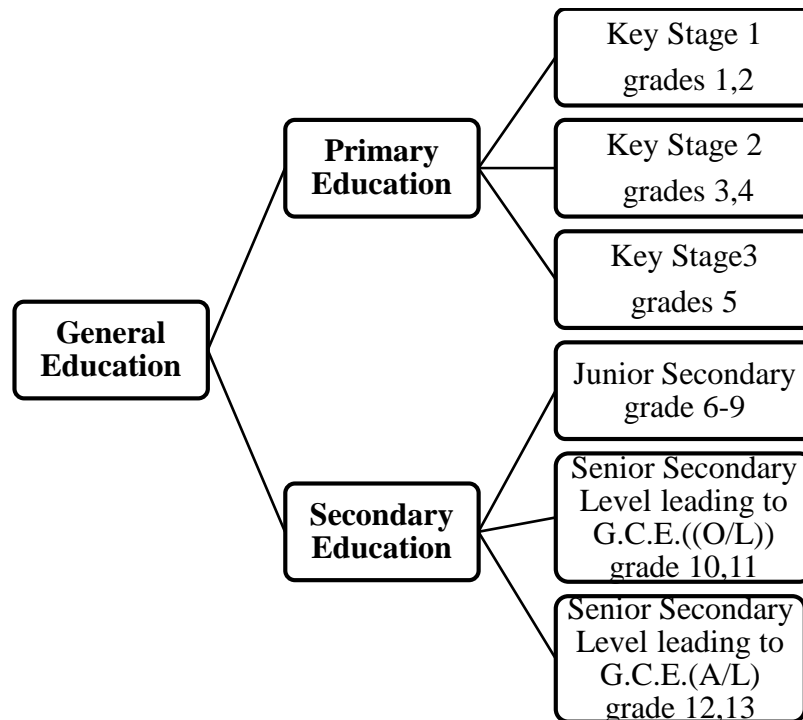 General
Education
Primary
Education
Key Stage 1
grades 1,2
Key Stage 2
grades 3,4
Key Stage3
grades 5
Secondary
Education
Junior Secondary
grade 6-9
Senior Secondary
Level leading to
G.C.E.((O/L))
grade 10,11
Senior Secondary
Level leading to
G.C.E.(A/L)
grade 12,13